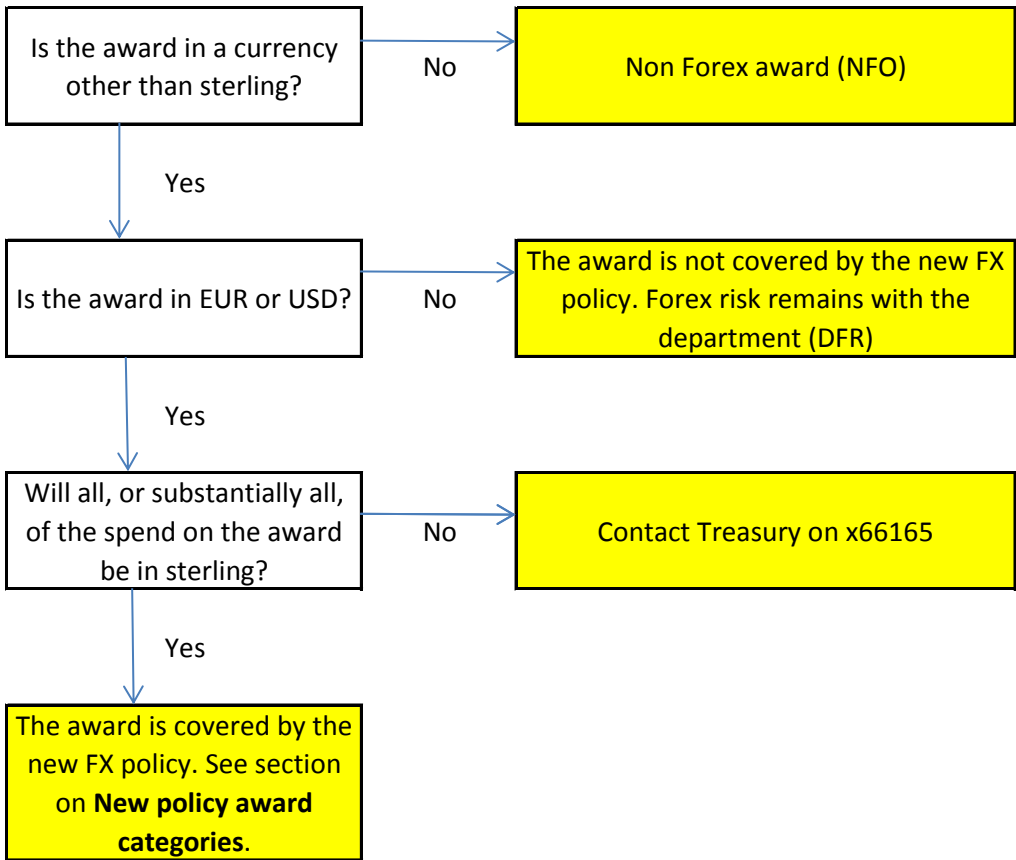 Is the award in a currency
other than sterling?
No
Non Forex award (NFO)
Yes
Is the award in EUR or USD?
No
The award is not covered by the new FX
policy. Forex risk remains with the
department (DFR)
Yes
Will all, or substantially all,
of the spend on the award
be in sterling?
No
Contact Treasury on x66165
Yes
The award is covered by the
new FX policy. See section
on New policy award
categories.